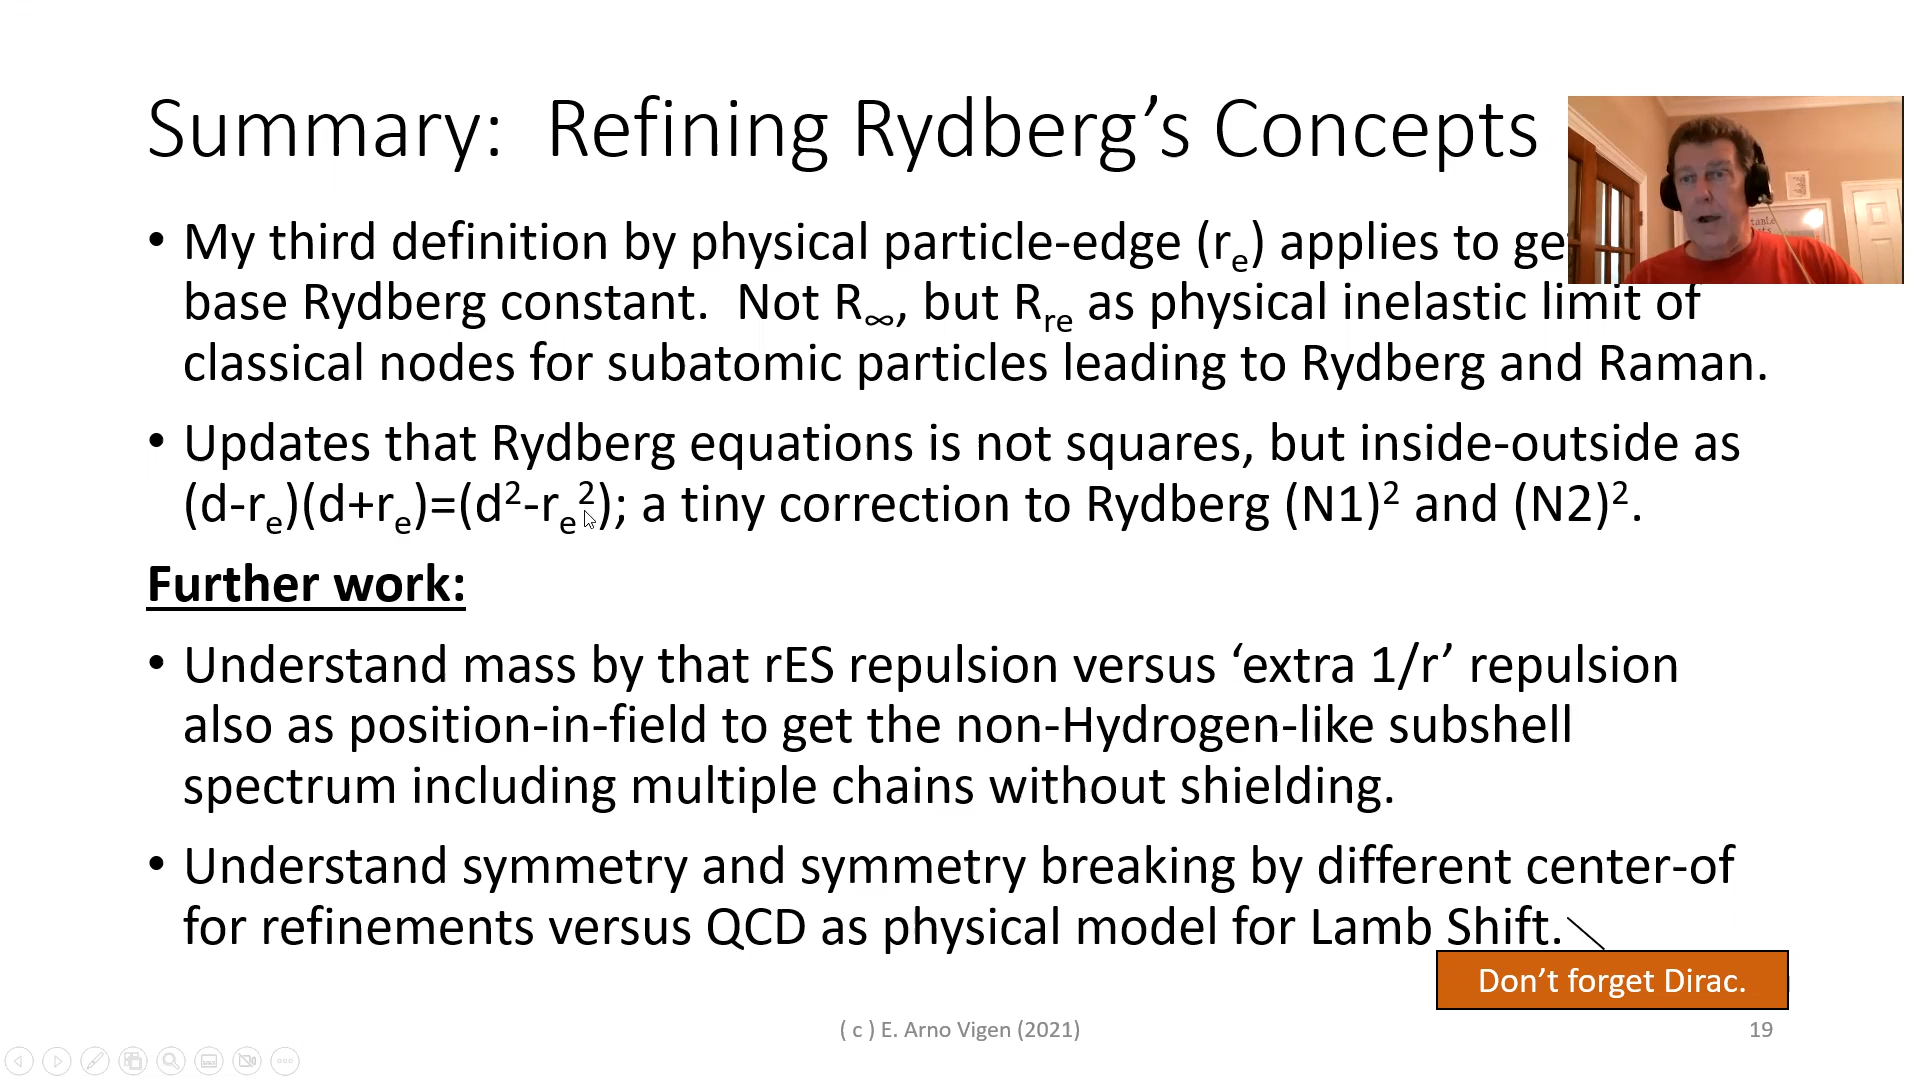 Summary:  Refining Rydberg’s Concepts
• My third definition by physical particle-edge (rₑ) applies to
base Rydberg constant.  Not R∞, but Rre as physical inelastic limit of
classical nodes for subatomic particles leading to Rydberg and Raman.
• Updates that Rydberg equations is not squares, but inside-outside as
(d-rₑ)(d+rₑ)=(d²-rₑ²); a tiny correction to Rydberg (N1)² and (N2)².
Further work:
• Understand mass by that rES repulsion versus ‘extra 1/r’ repulsion
also as position-in-field to get the non-Hydrogen-like subshell
spectrum including multiple chains without shielding.
• Understand symmetry and symmetry breaking by different center-of
for refinements versus QCD as physical model for Lamb Shift.
Don’t forget Dirac.
( c ) E. Arno Vigen (2021)
19